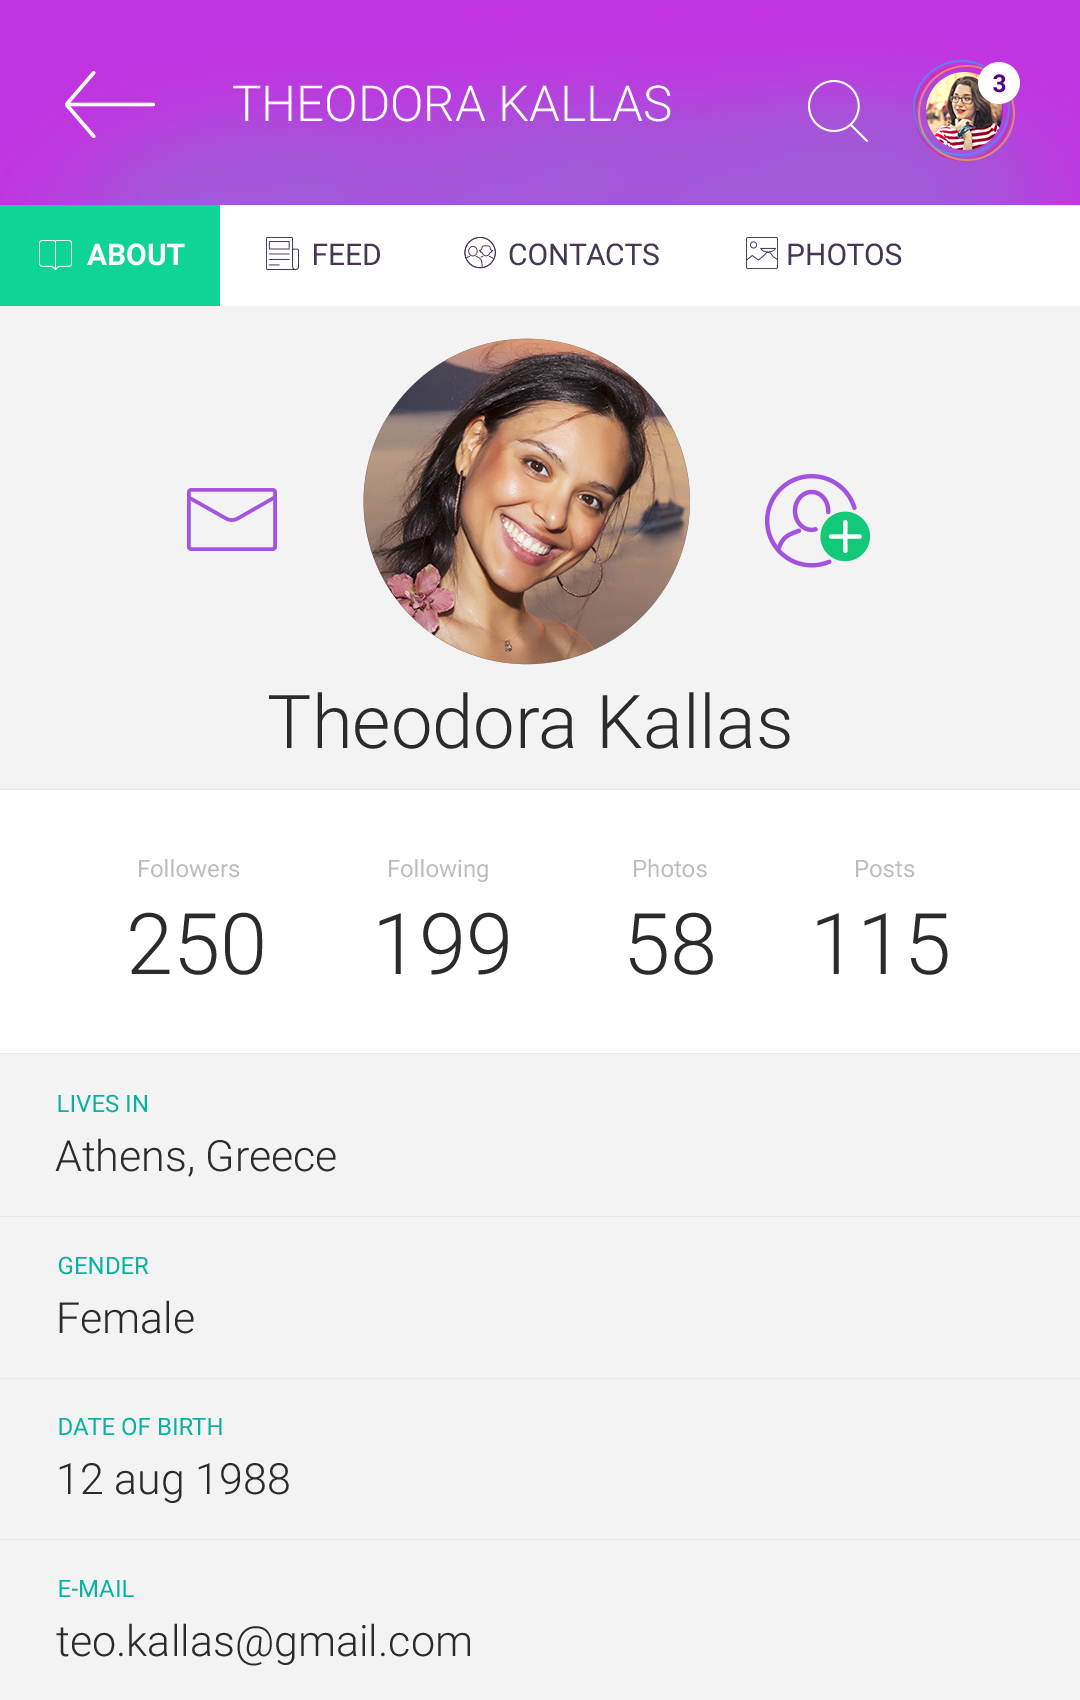 THEODORA KALLAS
3
ABOUT FEED CONTACTS PHOTOS
Theodora Kallas
Followers Following Photos Posts
250 199 58 115
LIVES IN
Athens, Greece
GENDER
Female
DATE OF BIRTH
12 aug 1988
E-MAIL
teo.kallas@gmail.com